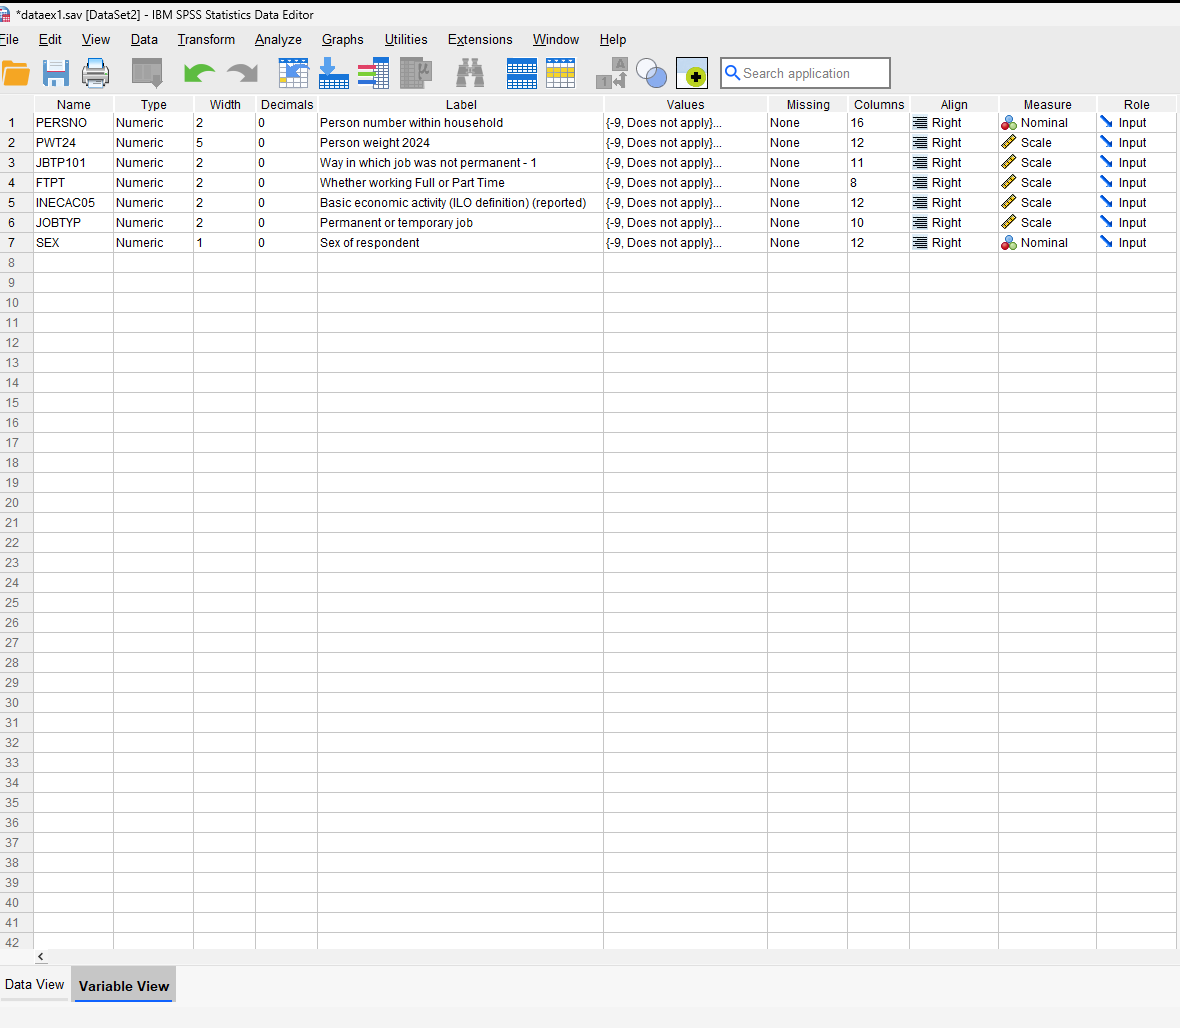 *dataex1.sav [DataSet2] - IBM SPSS Statistics Data Editor
File Edit View Data Transform Analyze Graphs Utilities Extensions Window Help
Search application
Name Type Width Decimals Label Values Missing Columns Align Measure Role
1 PERSNO Numeric 2 0 Person number within household {-9, Does not apply}... None 16 Right Nominal Input
2 PWT24 Numeric 5 0 Person weight 2024 {-9, Does not apply}... None 12 Right Scale Input
3 JBTP101 Numeric 2 0 Way in which job was not permanent - 1 {-9, Does not apply}... None 11 Right Scale Input
4 FTPT Numeric 2 0 Whether working Full or Part Time {-9, Does not apply}... None 8 Right Scale Input
5 INECAC05 Numeric 2 0 Basic economic activity (ILO definition) (reported) {-9, Does not apply}... None 12 Right Scale Input
6 JOBTYP Numeric 2 0 Permanent or temporary job {-9, Does not apply}... None 10 Right Scale Input
7 SEX Numeric 1 0 Sex of respondent {-9, Does not apply}... None 12 Right Nominal Input
8
9
10
11
12
13
14
15
16
17
18
19
20
21
22
23
24
25
26
27
28
29
30
31
32
33
34
35
36
37
38
39
40
41
42
Data View Variable View